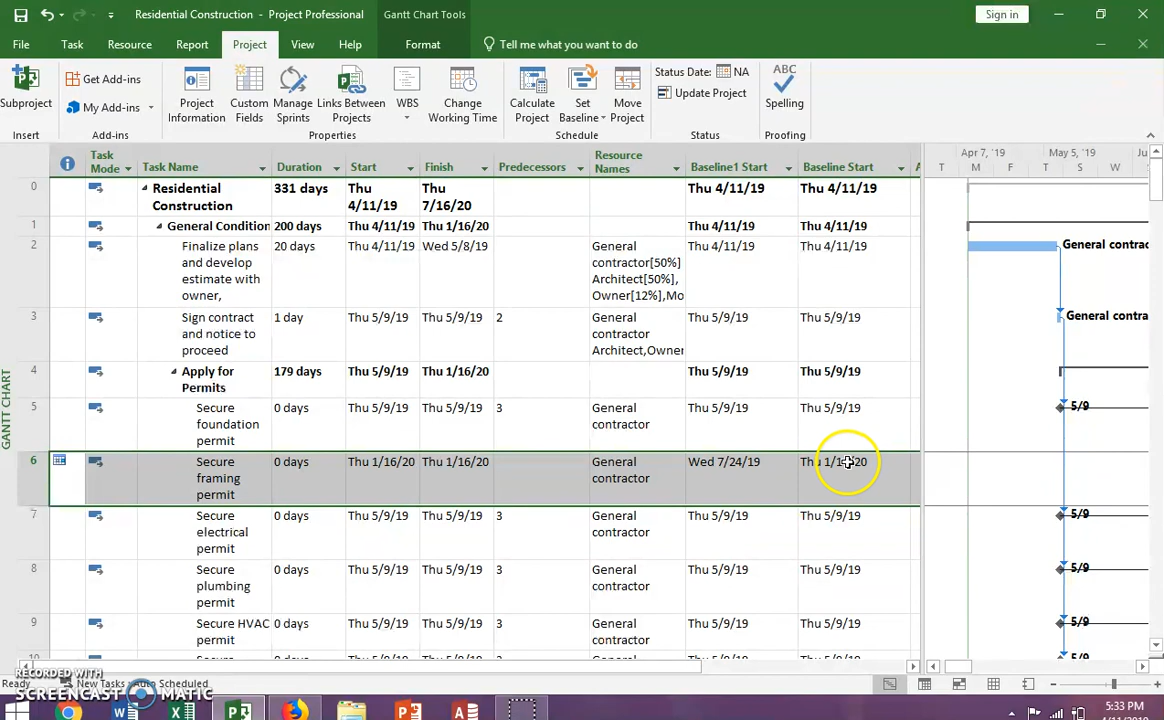 Residential Construction - Project Professional
Gantt Chart Tools
Sign in
File
Task
Resource
Report
Project
View
Help
Format
Tell me what you want to do
Subproject
Get Add-ins
My Add-ins
Project
Information
Custom
Fields
Manage
Sprints
Links Between
Projects
WBS
Change
Working Time
Calculate
Project
Set
Baseline
Move
Project
Status Date:
NA
Update Project
ABC
Spelling
Insert
Add-ins
Properties
Schedule
Status
Proofing
Task
Mode
Task Name
Duration
Start
Finish
Predecessors
Resource
Names
Baseline1 Start
Baseline Start
A
Apr 7, '19
May 5, '19
Ju
T F S T S W
GANTT CHART
0
Residential
Construction
331 days
Thu
4/11/19
Thu
7/16/20
Thu 4/11/19
Thu 4/11/19
1
General Condition
200 days
Thu 4/11/19
Thu 1/16/20
Thu 4/11/19
Thu 4/11/19
2
Finalize plans
and develop
estimate with
owner,
20 days
Thu 4/11/19
Wed 5/8/19
General
contractor[50%]
Architect[50%],
Owner[12%],Mo
Thu 4/11/19
Thu 4/11/19
General contrac
3
Sign contract
and notice to
proceed
1 day
Thu 5/9/19
Thu 5/9/19
2
General
contractor
Architect,Owner
Thu 5/9/19
Thu 5/9/19
General contra
4
Apply for
Permits
179 days
Thu 5/9/19
Thu 1/16/20
Thu 5/9/19
Thu 5/9/19
5
Secure
foundation
permit
0 days
Thu 5/9/19
Thu 5/9/19
3
General
contractor
Thu 5/9/19
Thu 5/9/19
5/9
6
Secure
framing
permit
0 days
Thu 1/16/20
Thu 1/16/20
General
contractor
Wed 7/24/19
Thu 1/16/20
7
Secure
electrical
permit
0 days
Thu 5/9/19
Thu 5/9/19
3
General
contractor
Thu 5/9/19
Thu 5/9/19
5/9
8
Secure
plumbing
permit
0 days
Thu 5/9/19
Thu 5/9/19
3
General
contractor
Thu 5/9/19
Thu 5/9/19
5/9
9
Secure HVAC
permit
0 days
Thu 5/9/19
Thu 5/9/19
3
General
contractor
Thu 5/9/19
Thu 5/9/19
5/9
RECORDED WITH
SCREENCAST MATIC
Ready
New Tasks : Auto Scheduled
5:33 PM
4/11/2019